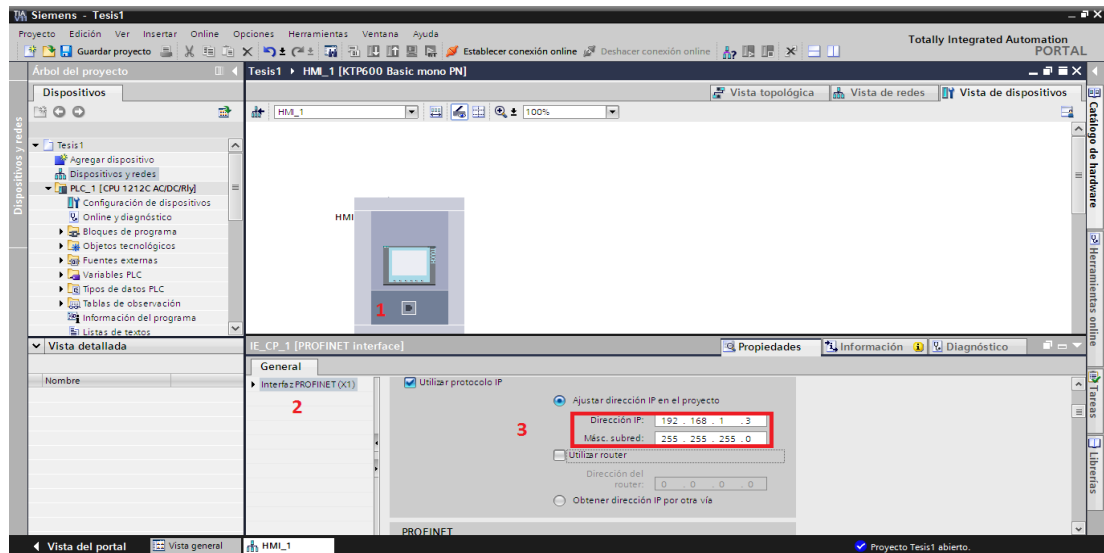 Siemens - Tesis1
Proyecto Edición Ver Insertar Online Opciones Herramientas Ventana Ayuda
Guardar proyecto Establecer conexión online Deshacer conexión online
Totally Integrated Automation
PORTAL
Árbol del proyecto
Tesis1 HMI_1 [KTP600 Basic mono PN]
Dispositivos
Vista topológica Vista de redes Vista de dispositivos
HMI_1 100%
Dispositivos y redes
Tesis1
Agregar dispositivo
Dispositivos y redes
PLC_1 [CPU 1212C AC/DC/Rly]
Configuración de dispositivos
Online y diagnóstico
Bloques de programa
Objetos tecnológicos
Fuentes externas
Variables PLC
Tipos de datos PLC
Tablas de observación
Información del programa
Listas de textos
HMI
1
Catálogo de hardware
Herramientas online
Tareas
Librerías
Vista detallada
Nombre
IE_CP_1 [PROFINET interface]
Propiedades Información Diagnóstico
General
Interfaz PROFINET (X1)
2
Utilizar protocolo IP
Ajustar dirección IP en el proyecto
3
Dirección IP: 192 . 168 . 1 . 3
Másc. subred: 255 . 255 . 255 . 0
Utilizar router
Dirección del
router: 0 . 0 . 0 . 0
Obtener dirección IP por otra vía
PROFINET
Vista del portal Vista general HMI_1
Proyecto Tesis1 abierto.